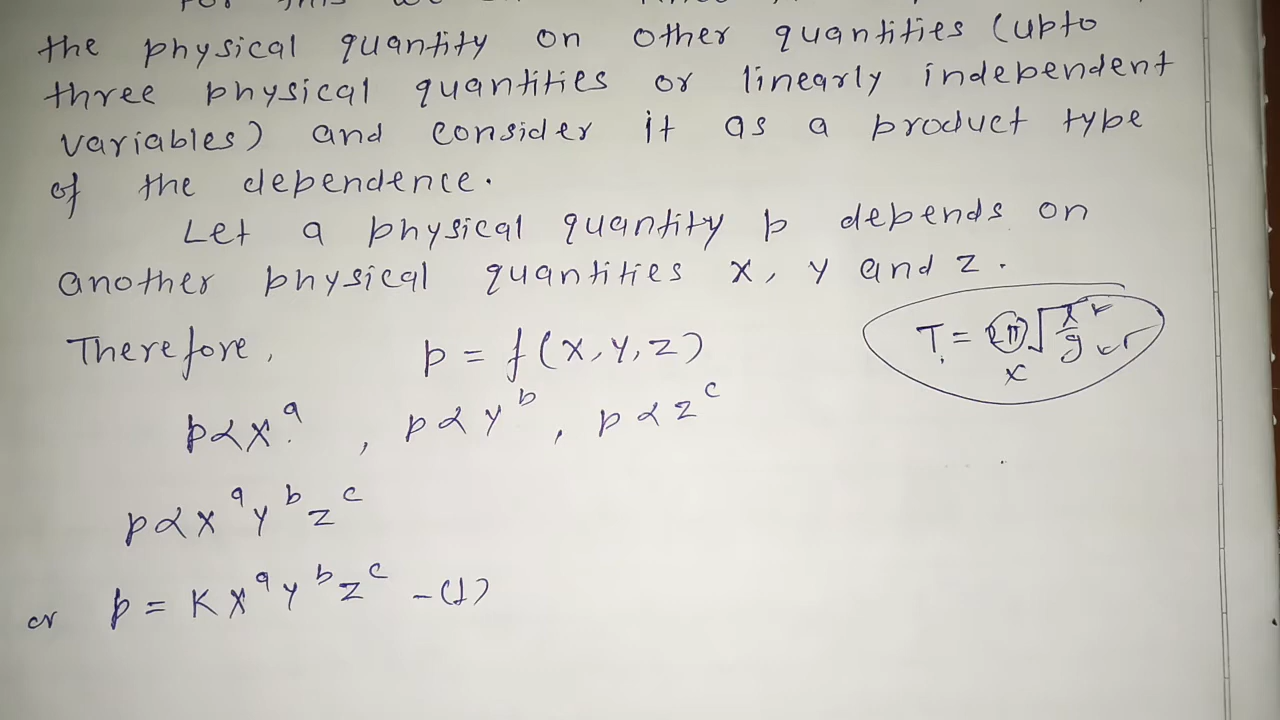 the physical quantity on other quantities (upto
three physical quantities or linearly independent
variables) and consider it as a product type
of the dependence.
Let a physical quantity p depends on
another physical quantities x, y and z.
Therefore, p = f(x, y, z)
T = 2π√
g
x
p ∝ x^a, p ∝ y^b, p ∝ z^c
p ∝ x^a y^b z^c
or p = K x^a y^b z^c -(1)